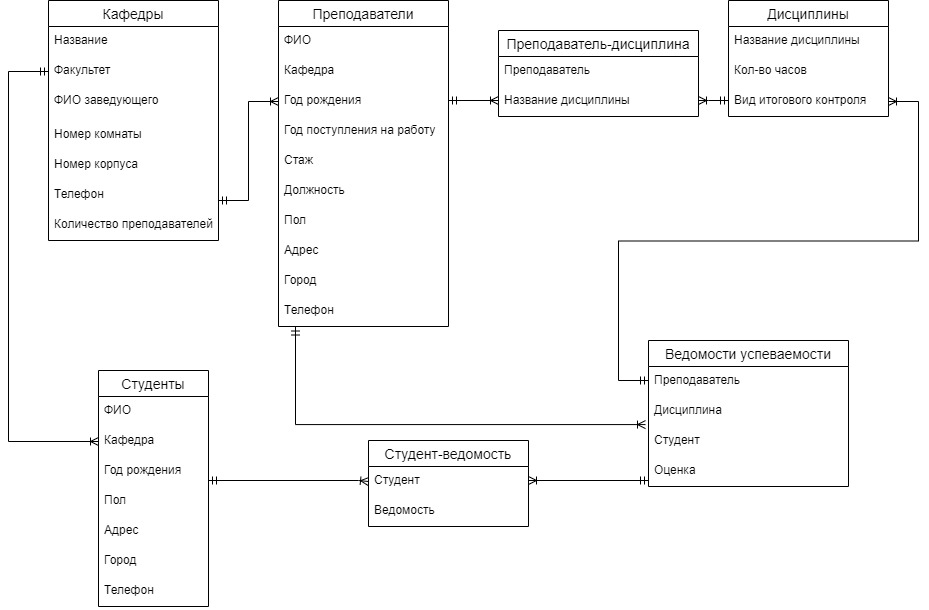 Кафедры
Название
Факультет
ФИО заведующего
Номер комнаты
Номер корпуса
Телефон
Количество преподавателей
Преподаватели
ФИО
Кафедра
Год рождения
Год поступления на работу
Стаж
Должность
Пол
Адрес
Город
Телефон
Преподаватель-дисциплина
Преподаватель
Название дисциплины
Дисциплины
Название дисциплины
Кол-во часов
Вид итогового контроля
Студенты
ФИО
Кафедра
Год рождения
Пол
Адрес
Город
Телефон
Студент-ведомость
Студент
Ведомость
Ведомости успеваемости
Преподаватель
Дисциплина
Студент
Оценка